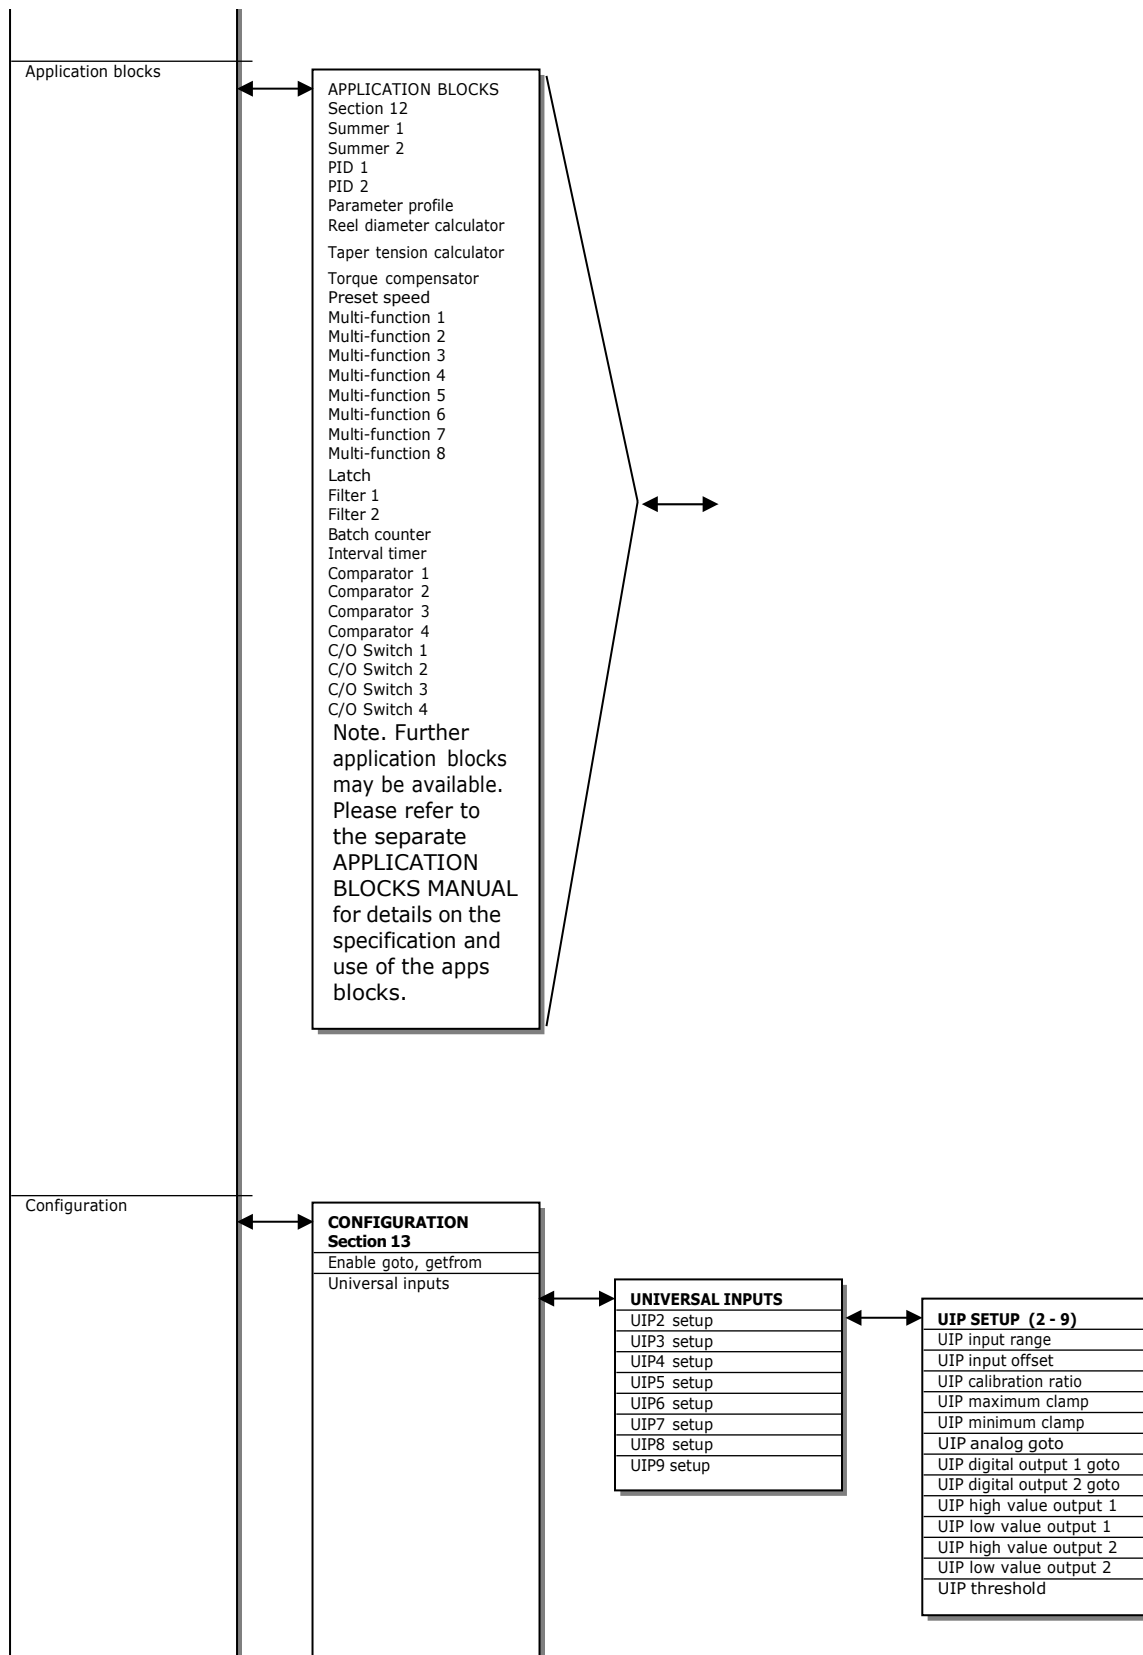 Application blocks
APPLICATION BLOCKS
Section 12
Summer 1
Summer 2
PID 1
PID 2
Parameter profile
Reel diameter calculator
Taper tension calculator
Torque compensator
Preset speed
Multi-function 1
Multi-function 2
Multi-function 3
Multi-function 4
Multi-function 5
Multi-function 6
Multi-function 7
Multi-function 8
Latch
Filter 1
Filter 2
Batch counter
Interval timer
Comparator 1
Comparator 2
Comparator 3
Comparator 4
C/O Switch 1
C/O Switch 2
C/O Switch 3
C/O Switch 4
Note. Further
application blocks
may be available.
Please refer to
the separate
APPLICATION
BLOCKS MANUAL
for details on the
specification and
use of the apps
blocks.
Configuration
CONFIGURATION
Section 13
Enable goto, getfrom
Universal inputs
UNIVERSAL INPUTS
UIP2 setup
UIP3 setup
UIP4 setup
UIP5 setup
UIP6 setup
UIP7 setup
UIP8 setup
UIP9 setup
UIP SETUP (2 - 9)
UIP input range
UIP input offset
UIP calibration ratio
UIP maximum clamp
UIP minimum clamp
UIP analog goto
UIP digital output 1 goto
UIP digital output 2 goto
UIP high value output 1
UIP low value output 1
UIP high value output 2
UIP low value output 2
UIP threshold